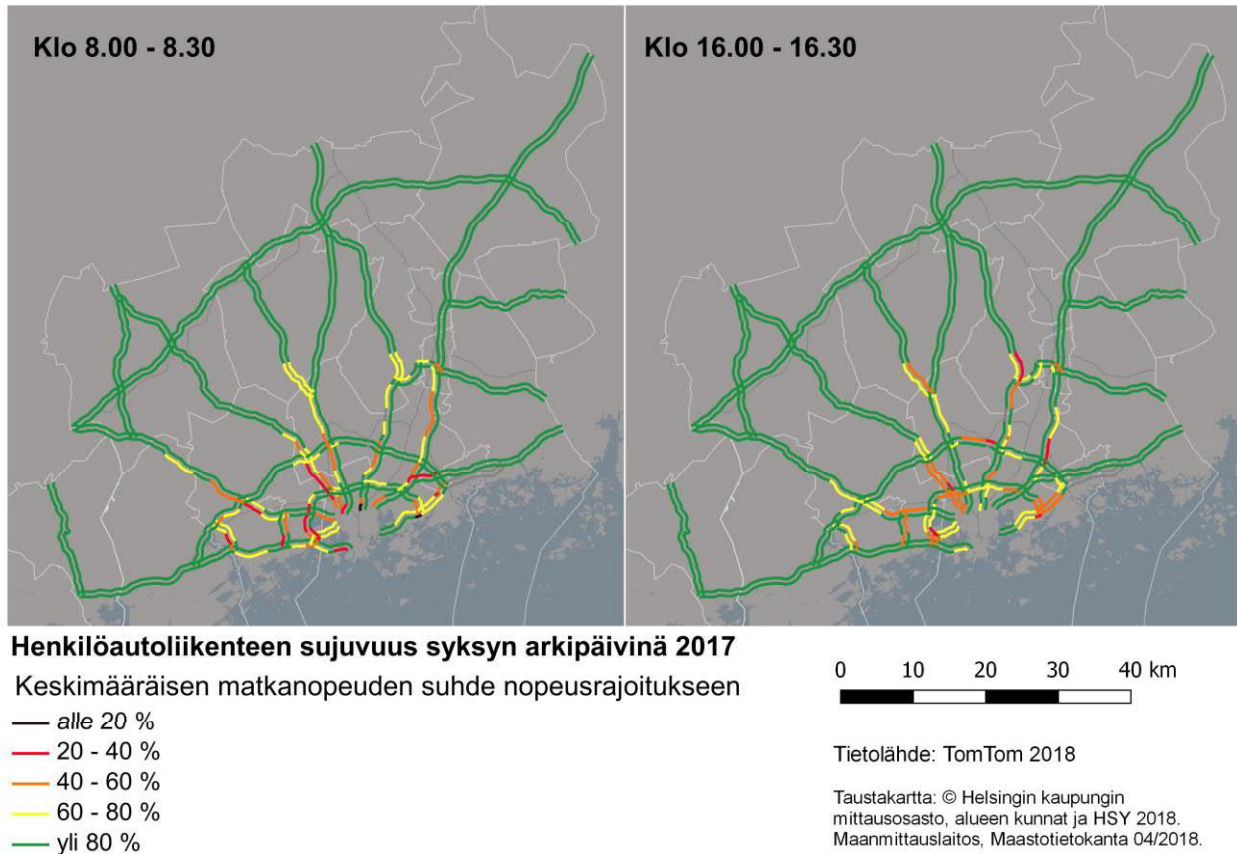 Klo 8.00 - 8.30
Klo 16.00 - 16.30
Henkilöautoliikenteen sujuvuus syksyn arkipäivinä 2017
Keskimääräisen matkanopeuden suhde nopeusrajoitukseen
alle 20 %
20 - 40 %
40 - 60 %
60 - 80 %
yli 80 %
0 10 20 30 40 km
Tietolähde: TomTom 2018
Taustakartta: © Helsingin kaupungin
mittausosasto, alueen kunnat ja HSY 2018.
Maanmittauslaitos, Maastotietokanta 04/2018.